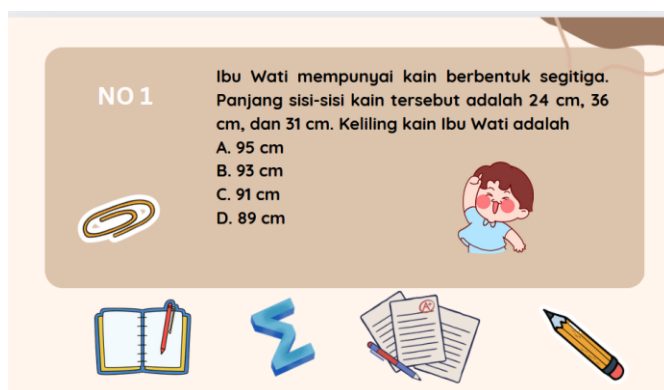 NO 1
Ibu Wati mempunyai kain berbentuk segitiga.
Panjang sisi-sisi kain tersebut adalah 24 cm, 36
cm, dan 31 cm. Keliling kain Ibu Wati adalah
A. 95 cm
B. 93 cm
C. 91 cm
D. 89 cm
A+